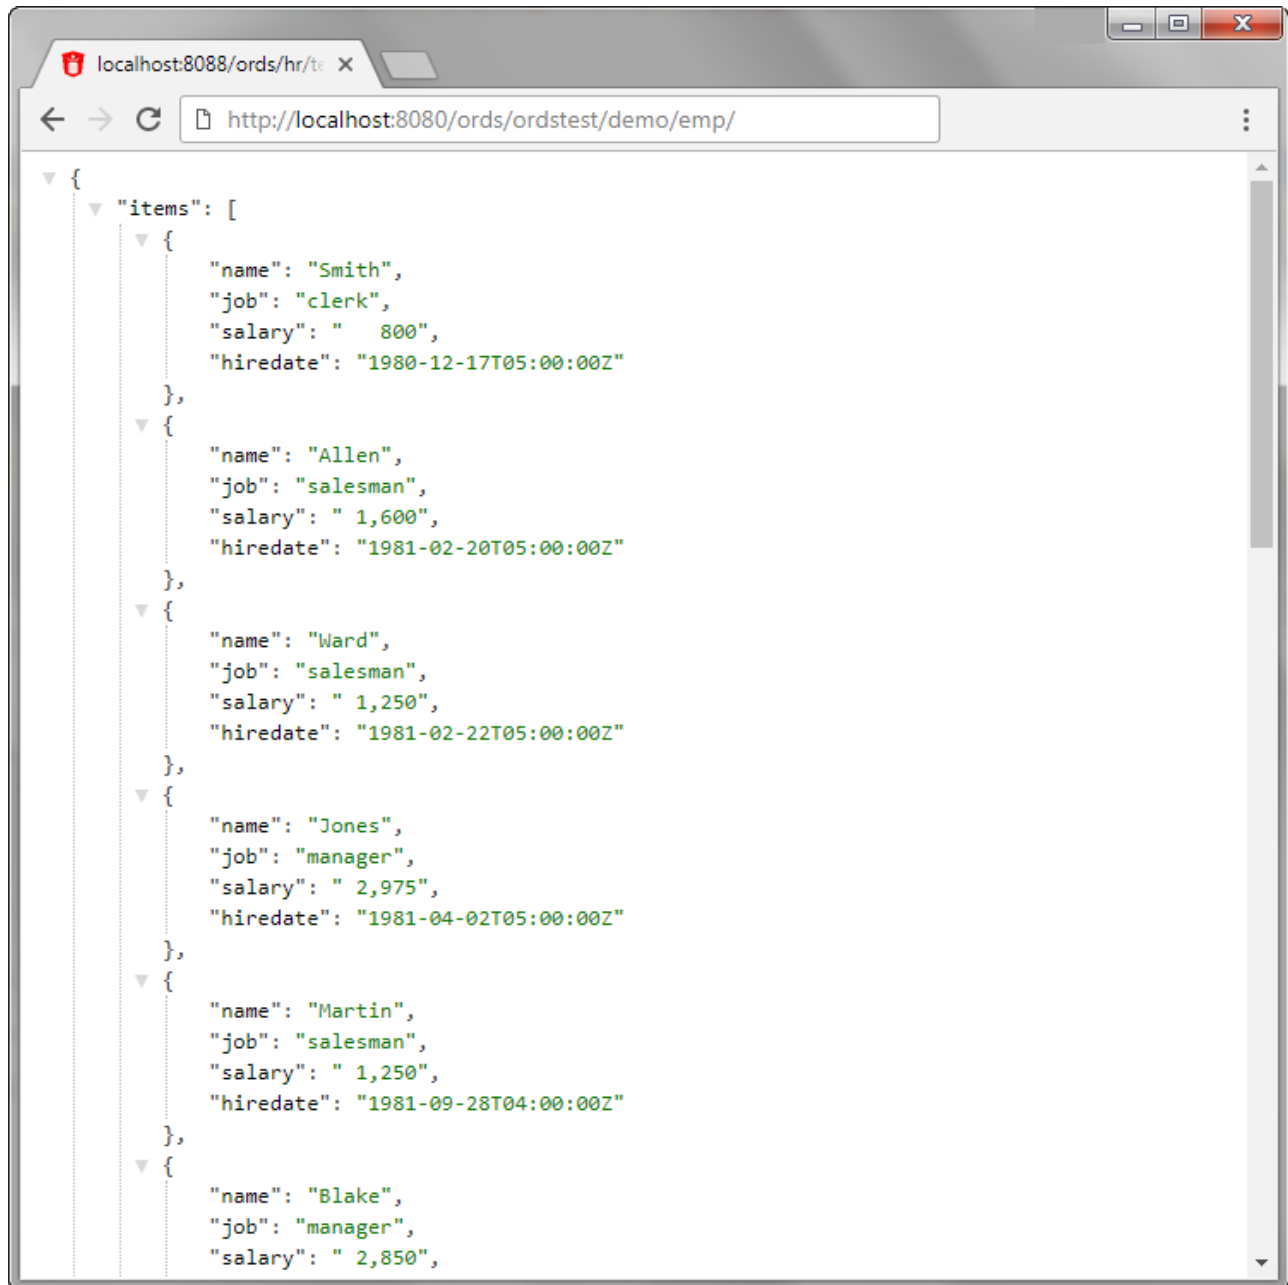 localhost:8088/ords/hr/te
http://localhost:8080/ords/ordstest/demo/emp/
{
"items": [
{
"name": "Smith",
"job": "clerk",
"salary": "   800",
"hiredate": "1980-12-17T05:00:00Z"
},
{
"name": "Allen",
"job": "salesman",
"salary": " 1,600",
"hiredate": "1981-02-20T05:00:00Z"
},
{
"name": "Ward",
"job": "salesman",
"salary": " 1,250",
"hiredate": "1981-02-22T05:00:00Z"
},
{
"name": "Jones",
"job": "manager",
"salary": " 2,975",
"hiredate": "1981-04-02T05:00:00Z"
},
{
"name": "Martin",
"job": "salesman",
"salary": " 1,250",
"hiredate": "1981-09-28T04:00:00Z"
},
{
"name": "Blake",
"job": "manager",
"salary": " 2,850",